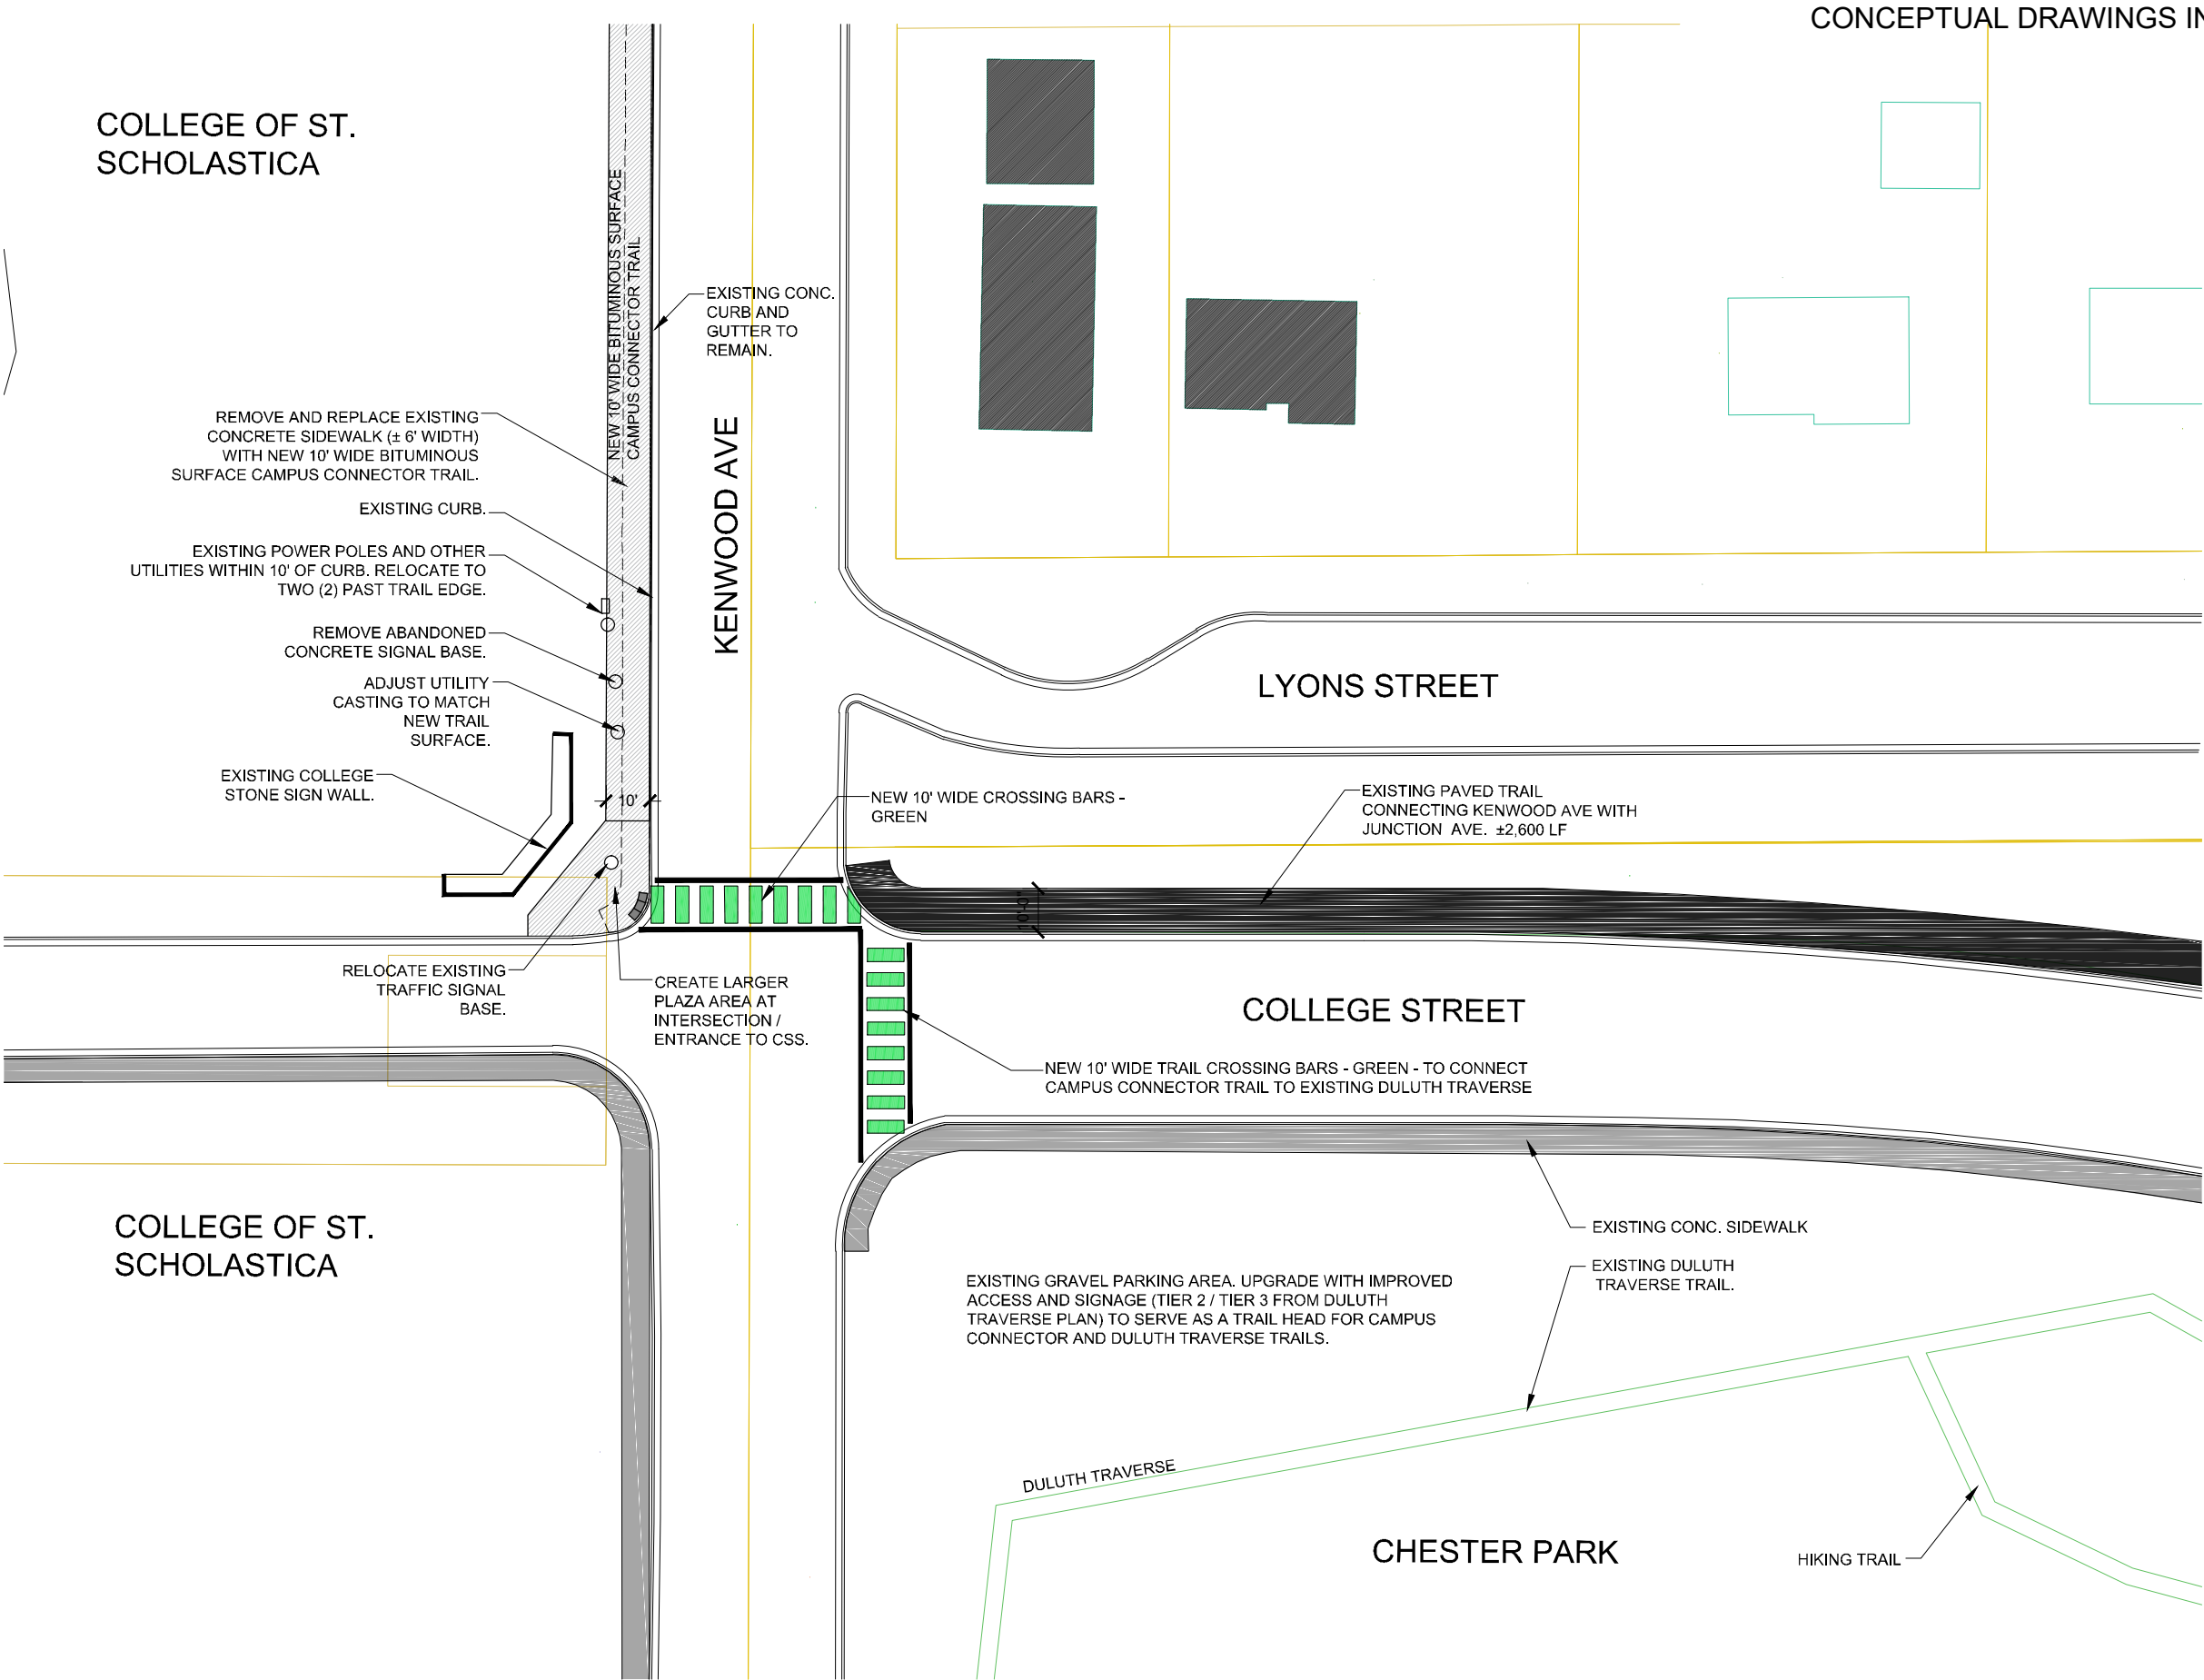 CONCEPTUAL DRAWINGS
COLLEGE OF ST.
SCHOLASTICA
NEW 10' WIDE BITUMINOUS SURFACE
CAMPUS CONNECTOR TRAIL
EXISTING CONC.
CURB AND
GUTTER TO
REMAIN.
KENWOOD AVE
REMOVE AND REPLACE EXISTING
CONCRETE SIDEWALK (± 6' WIDTH)
WITH NEW 10' WIDE BITUMINOUS
SURFACE CAMPUS CONNECTOR TRAIL.
EXISTING CURB.
EXISTING POWER POLES AND OTHER
UTILITIES WITHIN 10' OF CURB. RELOCATE TO
TWO (2) PAST TRAIL EDGE.
REMOVE ABANDONED
CONCRETE SIGNAL BASE.
ADJUST UTILITY
CASTING TO MATCH
NEW TRAIL
SURFACE.
EXISTING COLLEGE
STONE SIGN WALL.
10'
LYONS STREET
NEW 10' WIDE CROSSING BARS -
GREEN
EXISTING PAVED TRAIL
CONNECTING KENWOOD AVE WITH
JUNCTION AVE. ±2,600 LF
10'-0"
RELOCATE EXISTING
TRAFFIC SIGNAL
BASE.
CREATE LARGER
PLAZA AREA AT
INTERSECTION /
ENTRANCE TO CSS.
COLLEGE STREET
NEW 10' WIDE TRAIL CROSSING BARS - GREEN - TO CONNECT
CAMPUS CONNECTOR TRAIL TO EXISTING DULUTH TRAVERSE
COLLEGE OF ST.
SCHOLASTICA
EXISTING CONC. SIDEWALK
EXISTING DULUTH
TRAVERSE TRAIL.
EXISTING GRAVEL PARKING AREA. UPGRADE WITH IMPROVED
ACCESS AND SIGNAGE (TIER 2 / TIER 3 FROM DULUTH
TRAVERSE PLAN) TO SERVE AS A TRAIL HEAD FOR CAMPUS
CONNECTOR AND DULUTH TRAVERSE TRAILS.
DULUTH TRAVERSE
CHESTER PARK
HIKING TRAIL